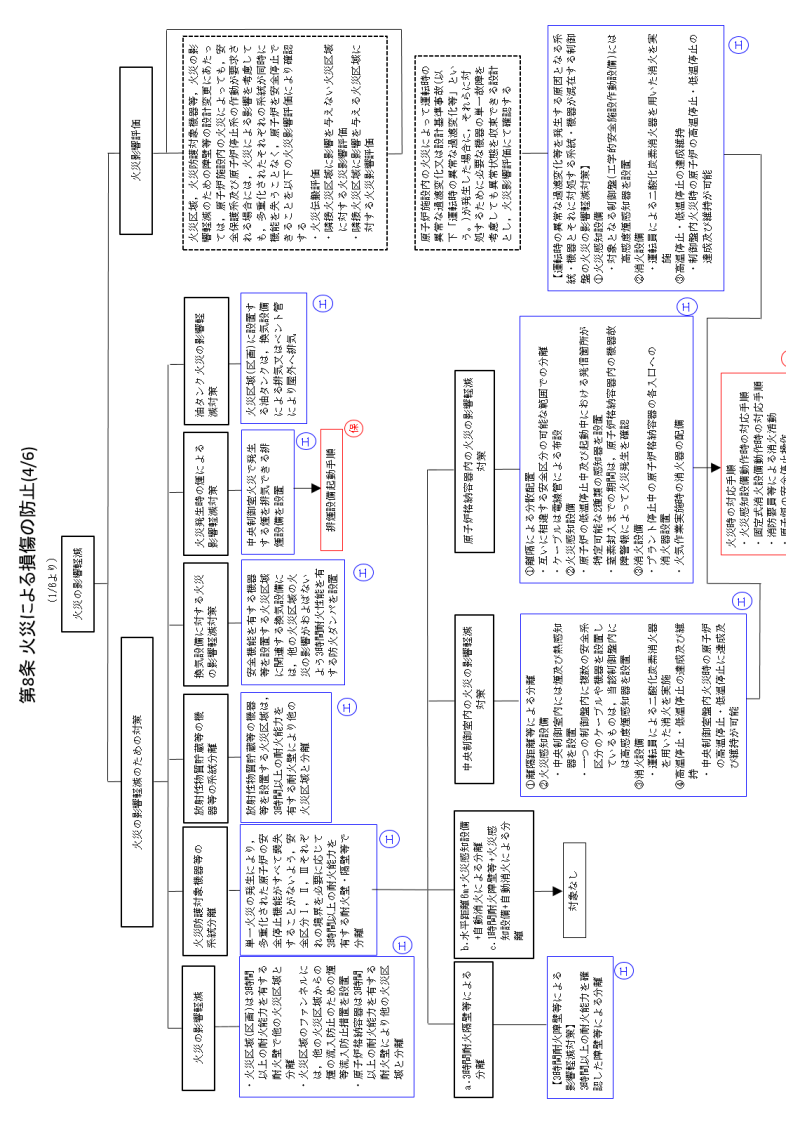 第8条 火災による損傷の防止(4/6)
(1/6より)
火災の影響軽減
火災の影響軽減のための対策
火災影響評価
火災の影響軽減
・火災区域(区画)は3時間
以上の耐火能力を有する
耐火壁で他の火災区域と
分離
・火災区域のファンネルに
は，他の火災区域からの
煙の流入防止のための煙
等流入防止措置を設置
・原子炉格納容器は3時間
以上の耐火能力を有する
耐火壁により他の火災区
域と分離
エ
火災防護対象機器等の
系統分離
単一火災の発生により，
多重化された原子炉の安
全停止機能がすべて喪失
することがないよう，安
全区分Ⅰ，Ⅱ，Ⅲそれぞ
れの境界を必要に応じて
3時間以上の耐火能力を
有する耐火壁・隔壁等で
分離
エ
放射性物質貯蔵等の機
器等の系統分離
放射性物質貯蔵等の機器
等を設置する火災区域は，
3時間以上の耐火能力を
有する耐火壁により他の
火災区域と分離
エ
換気設備に対する火災
の影響軽減対策
安全機能を有する機器
等を設置する火災区域
に関連する換気設備に
は，他の火災区域の火
災の影響がおよばない
よう3時間耐火性能を有
する防火ダンパを設置
エ
火災発生時の煙による
影響軽減対策
中央制御室火災で発生
する煙を排気できる排
煙設備を設置
エ
排煙設備起動手順
保
油タンク火災の影響軽
減対策
火災区域(区画)に設置す
る油タンクは，換気設備
による排気又はベント管
により屋外へ排気
エ
火災区域，火災防護対象機器等，火災の影
響軽減のための障壁等の設計変更にあたっ
ては，原子炉施設内の火災によっても，安
全保護系及び原子炉停止系の作動が要求さ
れる場合には，火災による影響を考慮して
も，多重化されたそれぞれの系統が同時に
機能を失うことなく，原子炉を安全停止で
きることを以下の火災影響評価により確認
する
・火災伝播評価
・隣接火災区域に影響を与えない火災区域
に対する火災影響評価
・隣接火災区域に影響を与える火災区域に
対する火災影響評価
a.3時間耐火隔壁等による
分離
【3時間耐火障壁等による
影響軽減対策】
3時間以上の耐火能力を確
認した障壁等による分離
エ
b.水平距離6m+火災感知設備
+自動消火による分離
c.1時間耐火障壁等+火災感
知設備+自動消火による分
離
対象なし
中央制御室内の火災の影響軽減
対策
①離隔距離等による分離
②火災感知設備
・中央制御室内には煙及び熱感知
器を設置
・一つの制御盤内に複数の安全系
区分のケーブルや機器を設置し
ているものは，当該制御盤内に
は高感度煙感知器を設置
③消火設備
・運転員による二酸化炭素消火器
を用いた消火を実施
④高温停止・低温停止の達成及び維
持
・中央制御室盤内火災時の原子炉
の高温停止・低温停止に達成及
び維持が可能
エ
原子炉格納容器内の火災の影響軽減
対策
①離隔による分散配置
・互いに相違する安全区分の可能な範囲での分離
・ケーブルは電線管による布設
②火災感知設備
・原子炉の低温停止中及び起動中における発信箇所が
特定可能な2種類の感知器を設置
・窒素封入までの期間は，原子炉格納容器内の機器故
障警報によって火災発生を確認
③消火設備
・プラント停止中の原子炉格納容器の各入口への
消火器設置
・火気作業実施時の消火器の配備
エ
火災時の対応手順
・火災感知設備動作時の対応手順
・固定式消火設備動作時の対応手順
・消防要員等による消火活動
原子炉施設内の火災によって運転時の
異常な過渡変化又は設計基準事故(以
下「運転時の異常な過渡変化等」とい
う。)が発生した場合に，それらに対
処するために必要な機器の単一故障を
考慮しても異常状態を収束できる設計
とし，火災影響評価にて確認する
【運転時の異常な過渡変化等を発生する原因となる系
統・機器とそれに対処する系統・機器が混在する制御
盤の火災の影響軽減対策】
①火災感知設備
・対象となる制御盤(工学的安全施設作動設備)には
高感度煙感知器を設置
②消火設備
・運転員による二酸化炭素消火器を用いた消火を実
施
③高温停止・低温停止の達成維持
・制御盤内火災時の原子炉の高温停止・低温停止の
達成及び維持が可能
エ